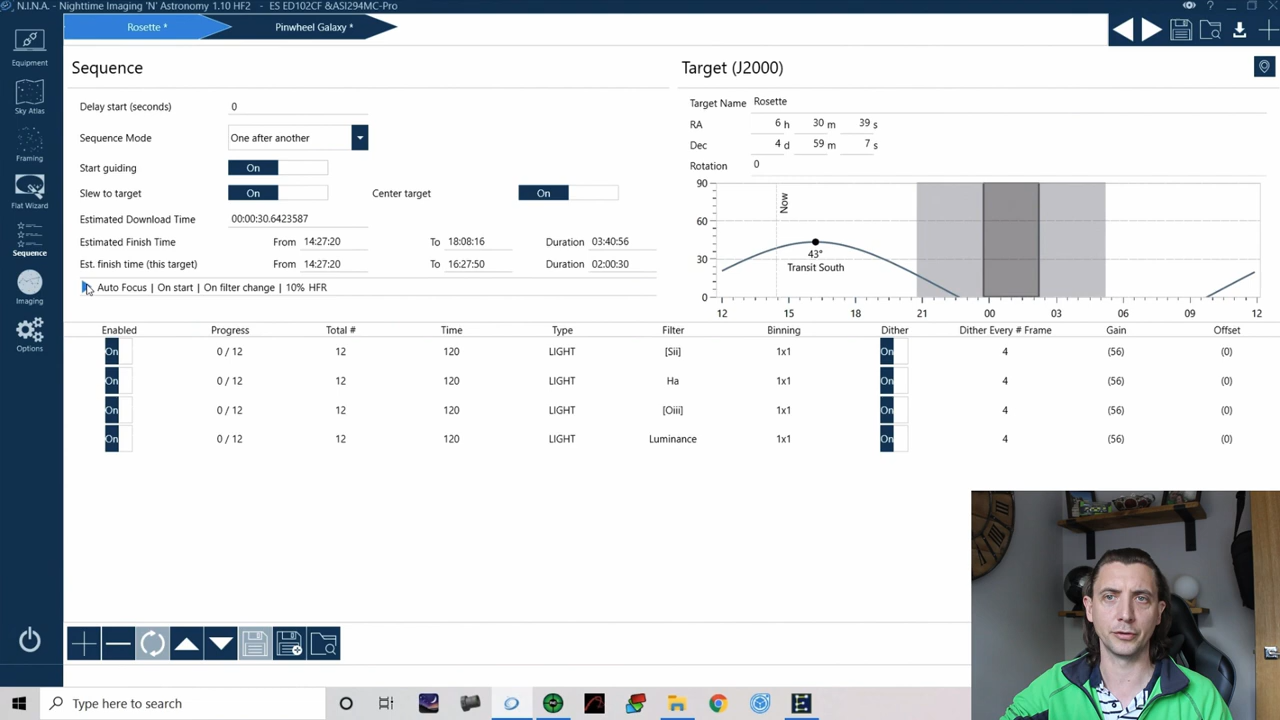 N.I.N.A. - Nighttime Imaging 'N' Astronomy 1.10 HF2 - ES ED102CF &ASI294MC-Pro
Rosette *
Pinwheel Galaxy *
Equipment
Sky Atlas
Framing
Flat Wizard
Sequence
Imaging
Options
Sequence
Delay start (seconds) 0
Sequence Mode One after another
Start guiding On
Slew to target On Center target On
Estimated Download Time 00:00:30.6423587
Estimated Finish Time From 14:27:20 To 18:08:16 Duration 03:40:56
Est. finish time (this target) From 14:27:20 To 16:27:50 Duration 02:00:30
Auto Focus | On start | On filter change | 10% HFR
Target (J2000)
Target Name Rosette
RA 6 h 30 m 39 s
Dec 4 d 59 m 7 s
Rotation 0
90
60
30
0
Now
43°
Transit South
12 15 18 21 00 03 06 09 12
Enabled Progress Total # Time Type Filter Binning Dither Dither Every # Frame Gain Offset
On 0 / 12 12 120 LIGHT [Sii] 1x1 On 4 (56) (0)
On 0 / 12 12 120 LIGHT Ha 1x1 On 4 (56) (0)
On 0 / 12 12 120 LIGHT [Oiii] 1x1 On 4 (56) (0)
On 0 / 12 12 120 LIGHT Luminance 1x1 On 4 (56) (0)
Type here to search